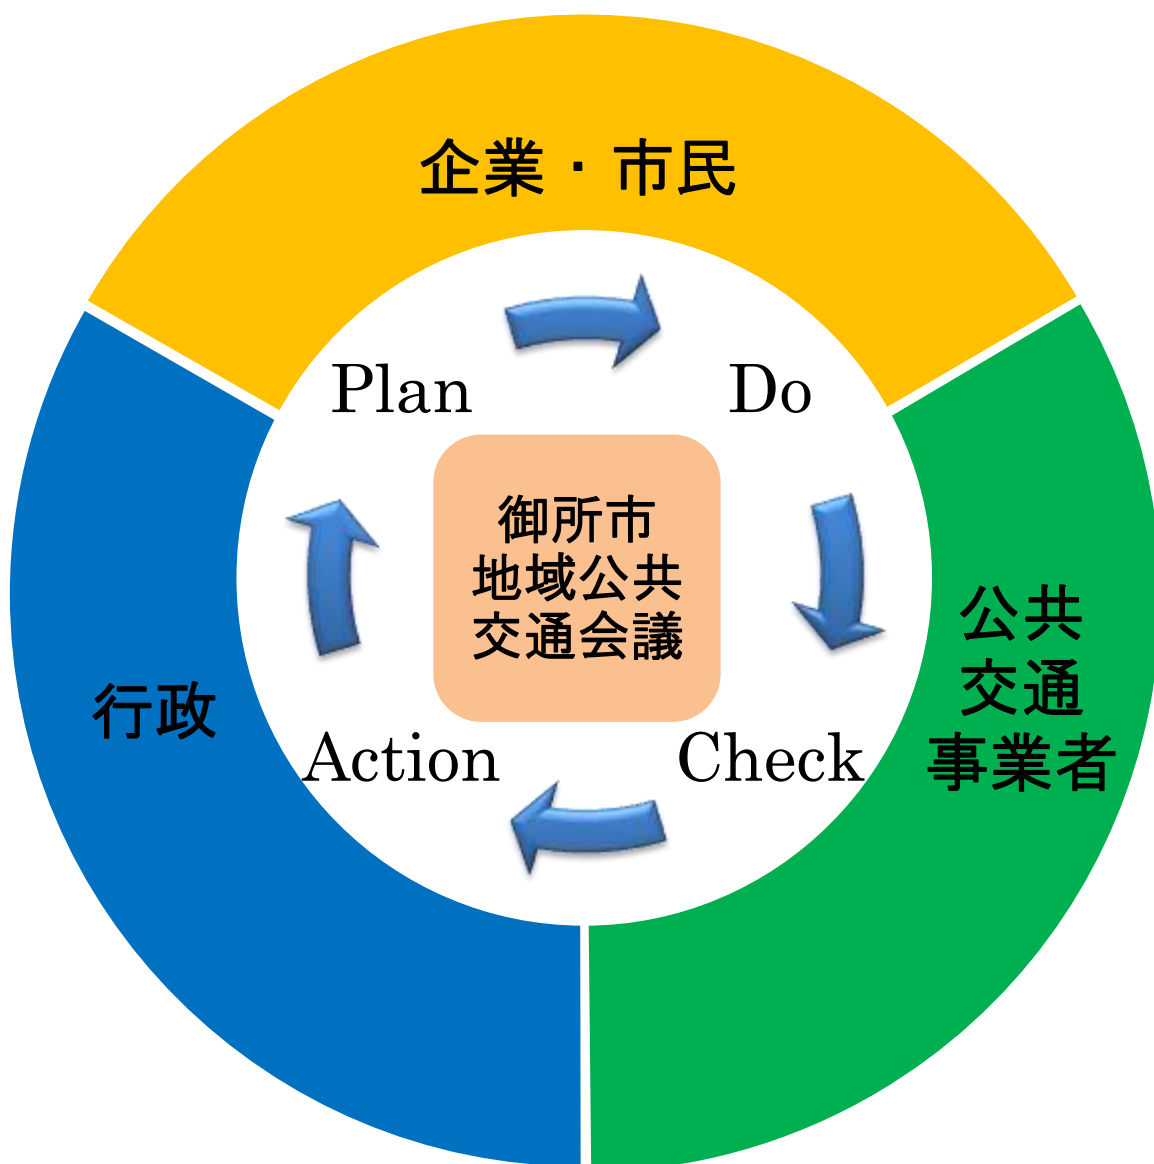 企業・市民
Plan
Do
御所市
地域公共
交通会議
公共
交通
事業者
行政
Action
Check